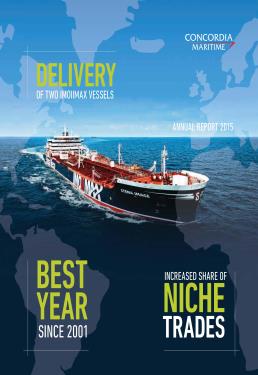 CONCORDIA
MARITIME
DELIVERY
OF TWO IMOIIMAX VESSELS
ANNUAL REPORT 2015
BEST
YEAR
SINCE 2001
INCREASED SHARE OF
NICHE
TRADES